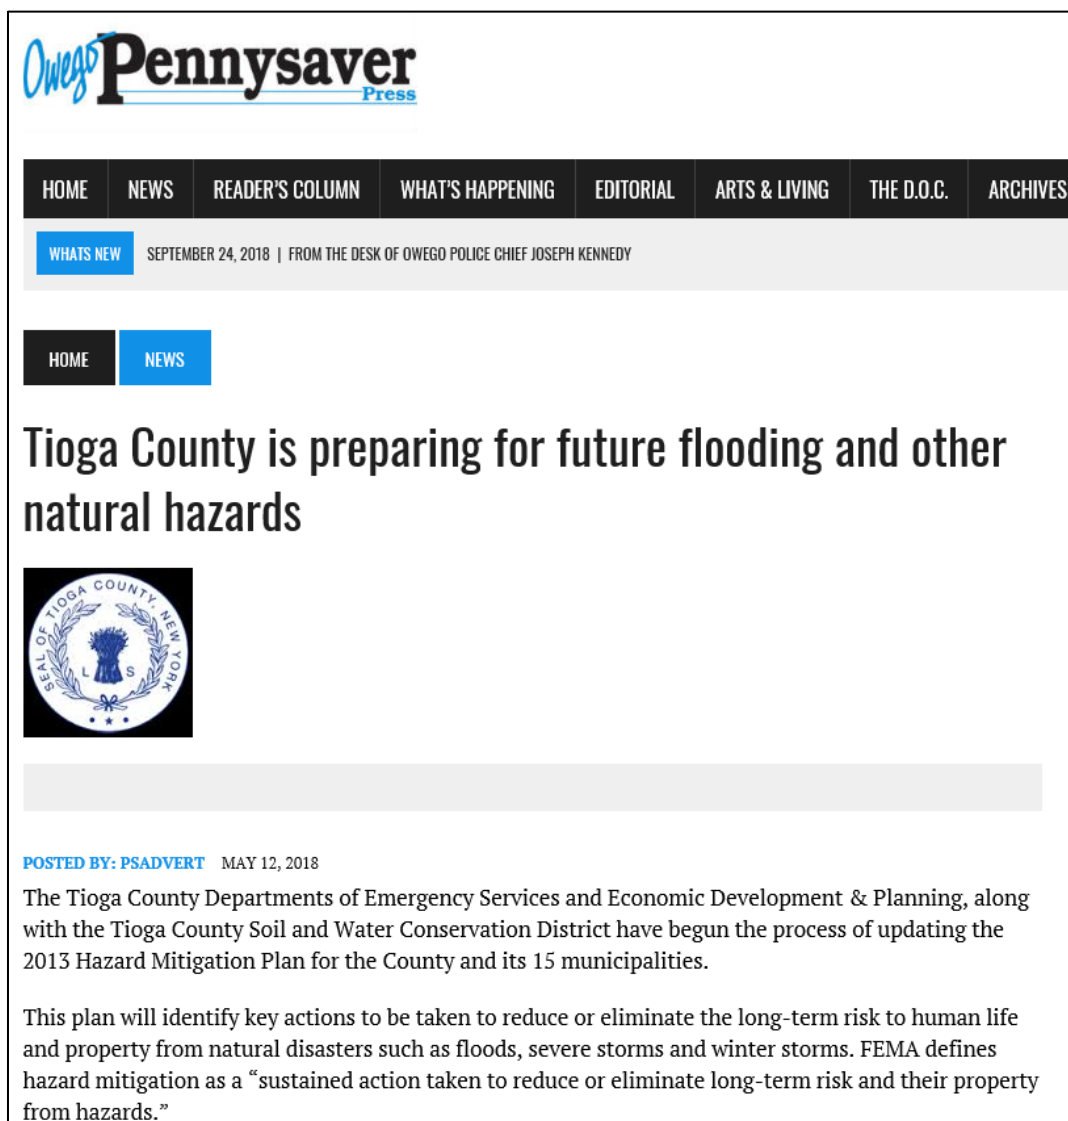 Owego Pennysaver
Press
HOME NEWS READER'S COLUMN WHAT'S HAPPENING EDITORIAL ARTS & LIVING THE D.O.C. ARCHIVES
WHATS NEW SEPTEMBER 24, 2018 | FROM THE DESK OF OWEGO POLICE CHIEF JOSEPH KENNEDY
HOME NEWS
Tioga County is preparing for future flooding and other
natural hazards
SEAL OF TIOGA COUNTY, NEW YORK
L S
POSTED BY: PSADVERT MAY 12, 2018
The Tioga County Departments of Emergency Services and Economic Development & Planning, along
with the Tioga County Soil and Water Conservation District have begun the process of updating the
2013 Hazard Mitigation Plan for the County and its 15 municipalities.
This plan will identify key actions to be taken to reduce or eliminate the long-term risk to human life
and property from natural disasters such as floods, severe storms and winter storms. FEMA defines
hazard mitigation as a “sustained action taken to reduce or eliminate long-term risk and their property
from hazards.”